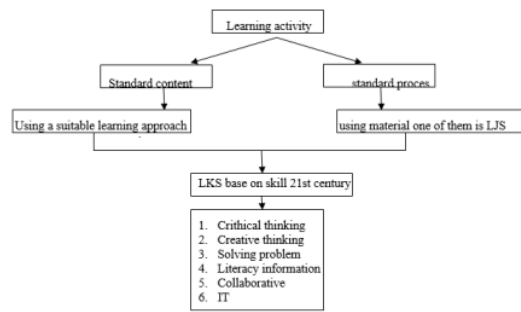 Learning activity
Standard content
standard proces
Using a suitable learning approach
using material one of them is LJS
LKS base on skill 21st century
1. Crithical thinking
2. Creative thinking
3. Solving problem
4. Literacy information
5. Collaborative
6. IT